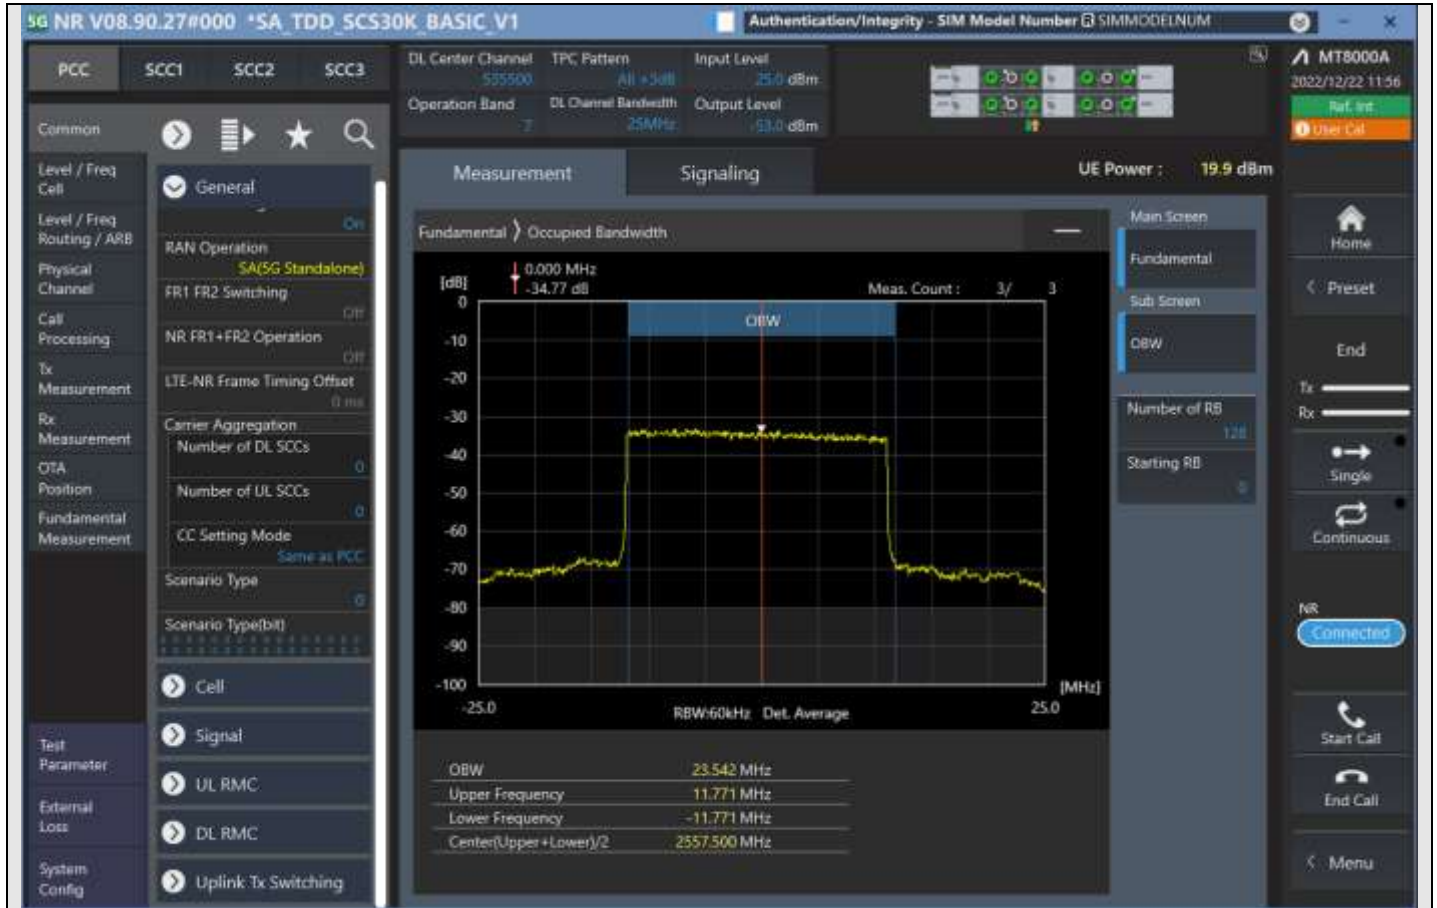 5G NR V08.90.27#000 *SA_TDD_SCS30K_BASIC_V1
Authentication/Integrity - SIM Model Number SIMMODELNUM
PCC SCC1 SCC2 SCC3
DL Center Channel TPC Pattern Input Level
535500 All +3dB 25.0 dBm
Operation Band DL Channel Bandwidth Output Level
7 25MHz -53.0 dBm
MT8000A
2022/12/22 11:56
Ref. Int.
User Cal
Common
Level / Freq
Cell
Level / Freq
Routing / ARB
Physical
Channel
Call
Processing
Tx
Measurement
Rx
Measurement
OTA
Position
Fundamental
Measurement
Test
Parameter
External
Loss
System
Config
General
On
RAN Operation
SA(5G Standalone)
FR1 FR2 Switching
Off
NR FR1+FR2 Operation
Off
LTE-NR Frame Timing Offset
0 ms
Carrier Aggregation
Number of DL SCCs
0
Number of UL SCCs
0
CC Setting Mode
Same as PCC
Scenario Type
0
Scenario Type(bit)
Cell
Signal
UL RMC
DL RMC
Uplink Tx Switching
Measurement Signaling
UE Power : 19.9 dBm
Fundamental Occupied Bandwidth
0.000 MHz
-34.77 dB
Meas. Count : 3/ 3
[dB]
OBW
0
-10
-20
-30
-40
-50
-60
-70
-80
-90
-100
[MHz]
-25.0 RBW:60kHz Det. Average 25.0
OBW 23.542 MHz
Upper Frequency 11.771 MHz
Lower Frequency -11.771 MHz
Center(Upper+Lower)/2 2557.500 MHz
Main Screen
Fundamental
Sub Screen
OBW
Number of RB
128
Starting RB
0
Home
Preset
End
Tx
Rx
Single
Continuous
NR
Connected
Start Call
End Call
Menu